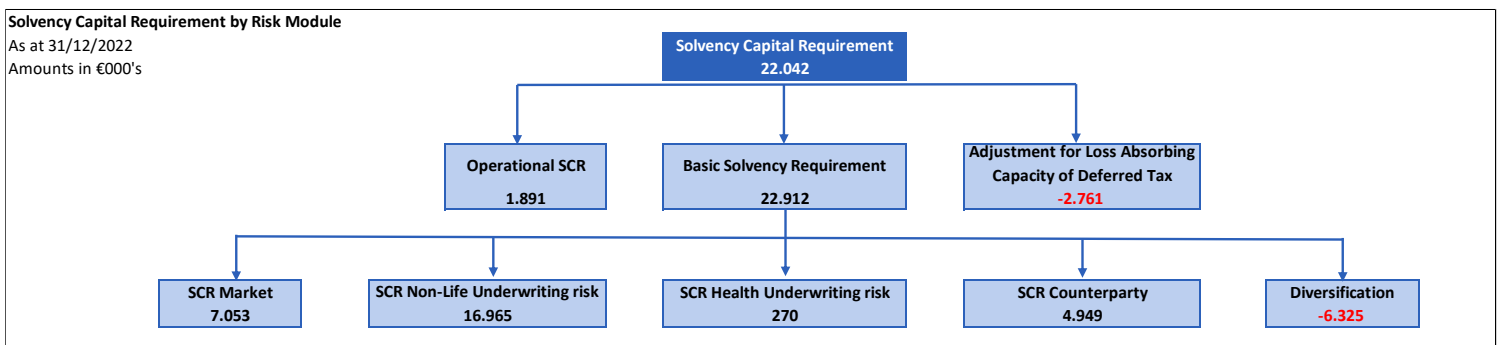 Solvency Capital Requirement by Risk Module
As at 31/12/2022
Amounts in €000's
Solvency Capital Requirement
22.042
Operational SCR
1.891
Basic Solvency Requirement
22.912
Adjustment for Loss Absorbing
Capacity of Deferred Tax
-2.761
SCR Market
7.053
SCR Non-Life Underwriting risk
16.965
SCR Health Underwriting risk
270
SCR Counterparty
4.949
Diversification
-6.325